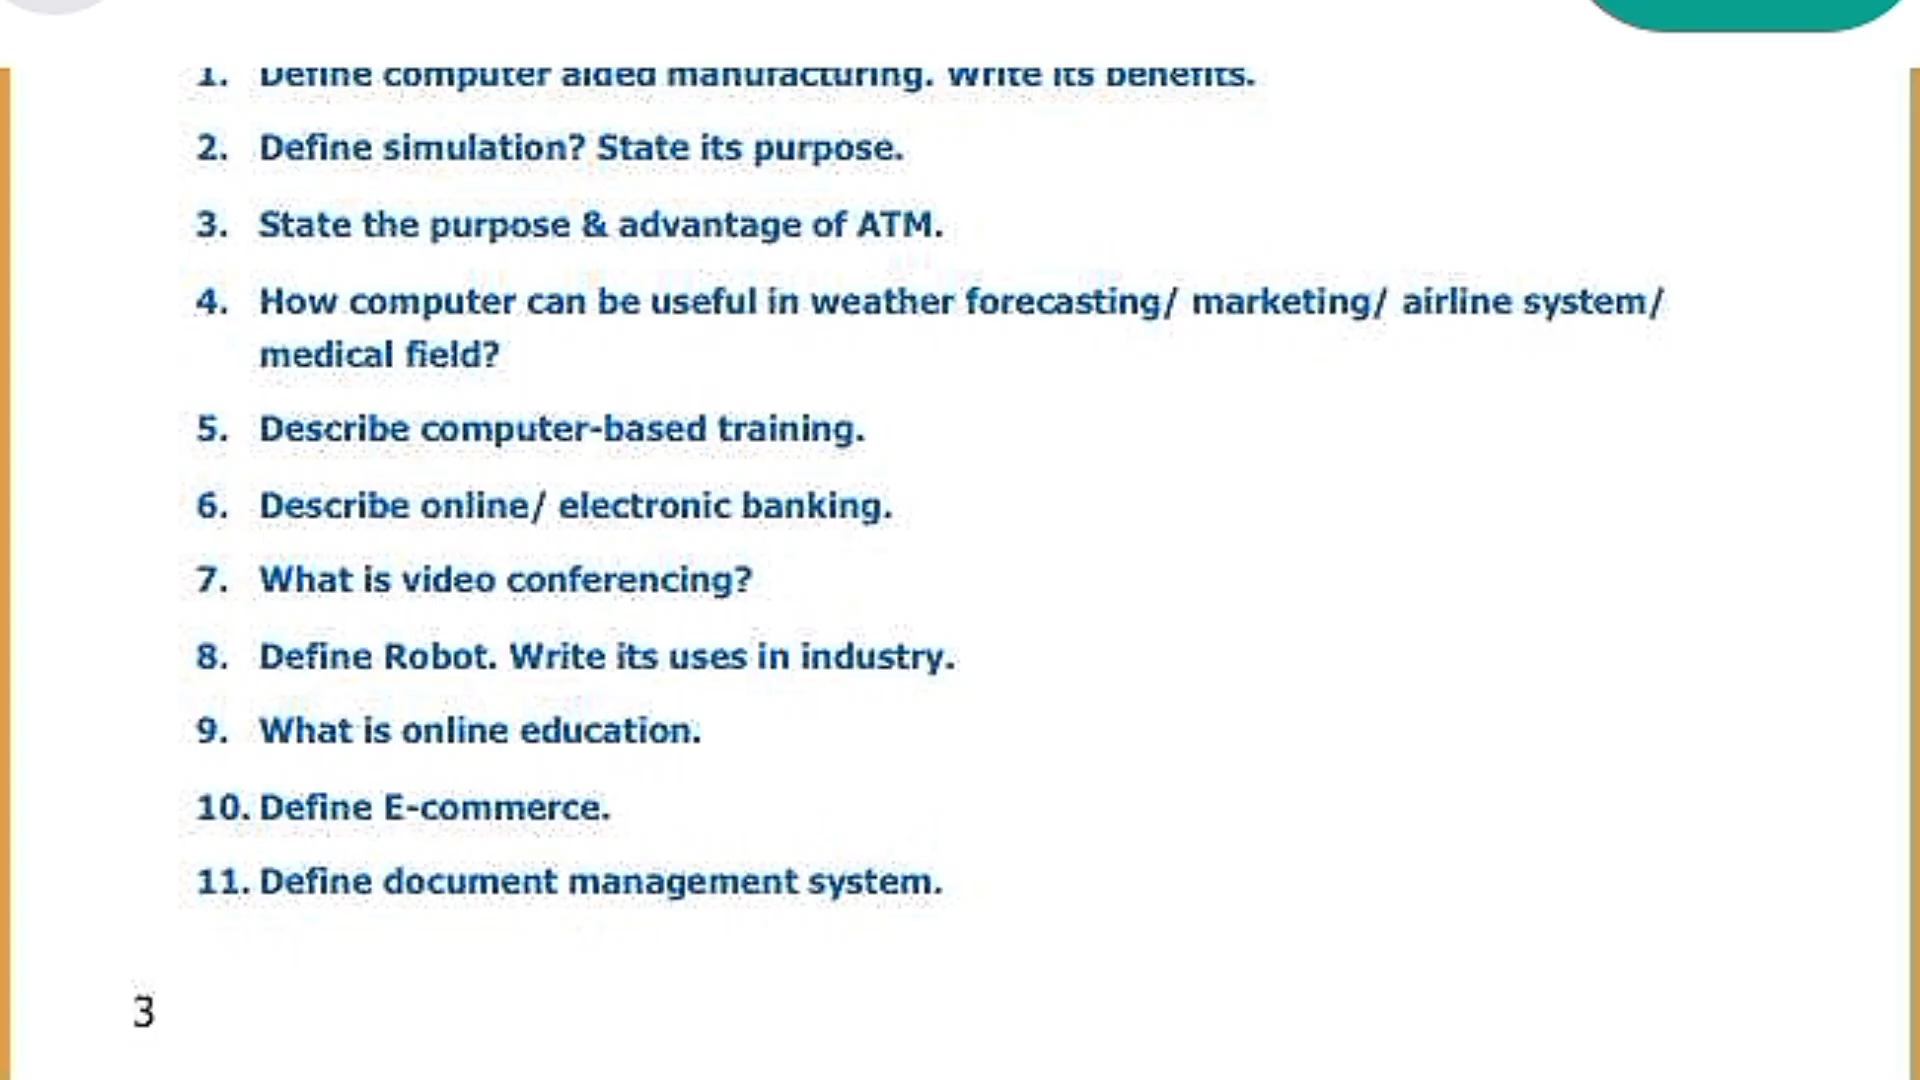 1. Define computer aided manufacturing. Write its benefits.
2. Define simulation? State its purpose.
3. State the purpose & advantage of ATM.
4. How computer can be useful in weather forecasting/ marketing/ airline system/
medical field?
5. Describe computer-based training.
6. Describe online/ electronic banking.
7. What is video conferencing?
8. Define Robot. Write its uses in industry.
9. What is online education.
10. Define E-commerce.
11. Define document management system.
3